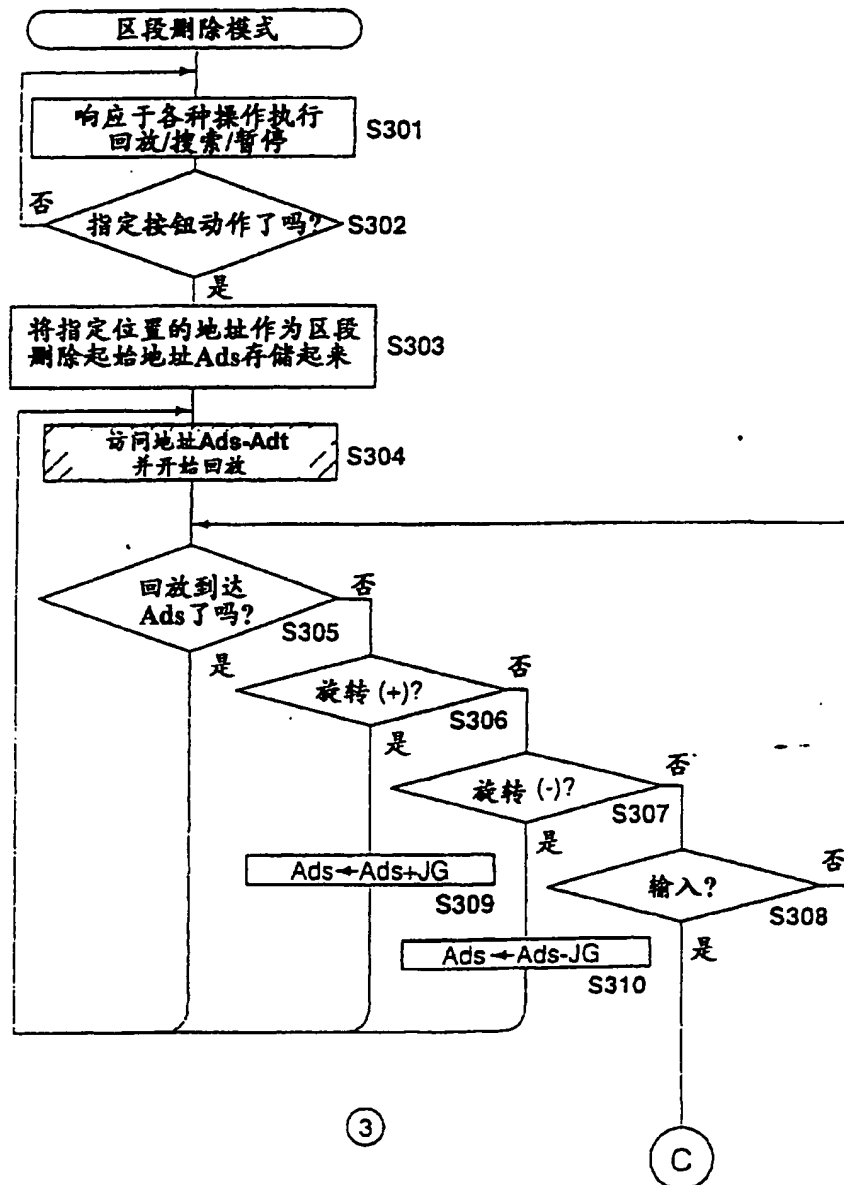 区段删除模式
响应于各种操作执行
回放/搜索/暂停
S301
否
指定按钮动作了吗?
S302
是
将指定位置的地址作为区段
删除起始地址Ads存储起来
S303
访问地址Ads-Adt
并开始回放
S304
回放到达
Ads了吗?
否
S305
是
旋转 (+)?
否
S306
是
旋转 (-)?
否
S307
是
Ads←Ads+JG
S309
输入?
否
S308
是
Ads←Ads-JG
S310
3
C